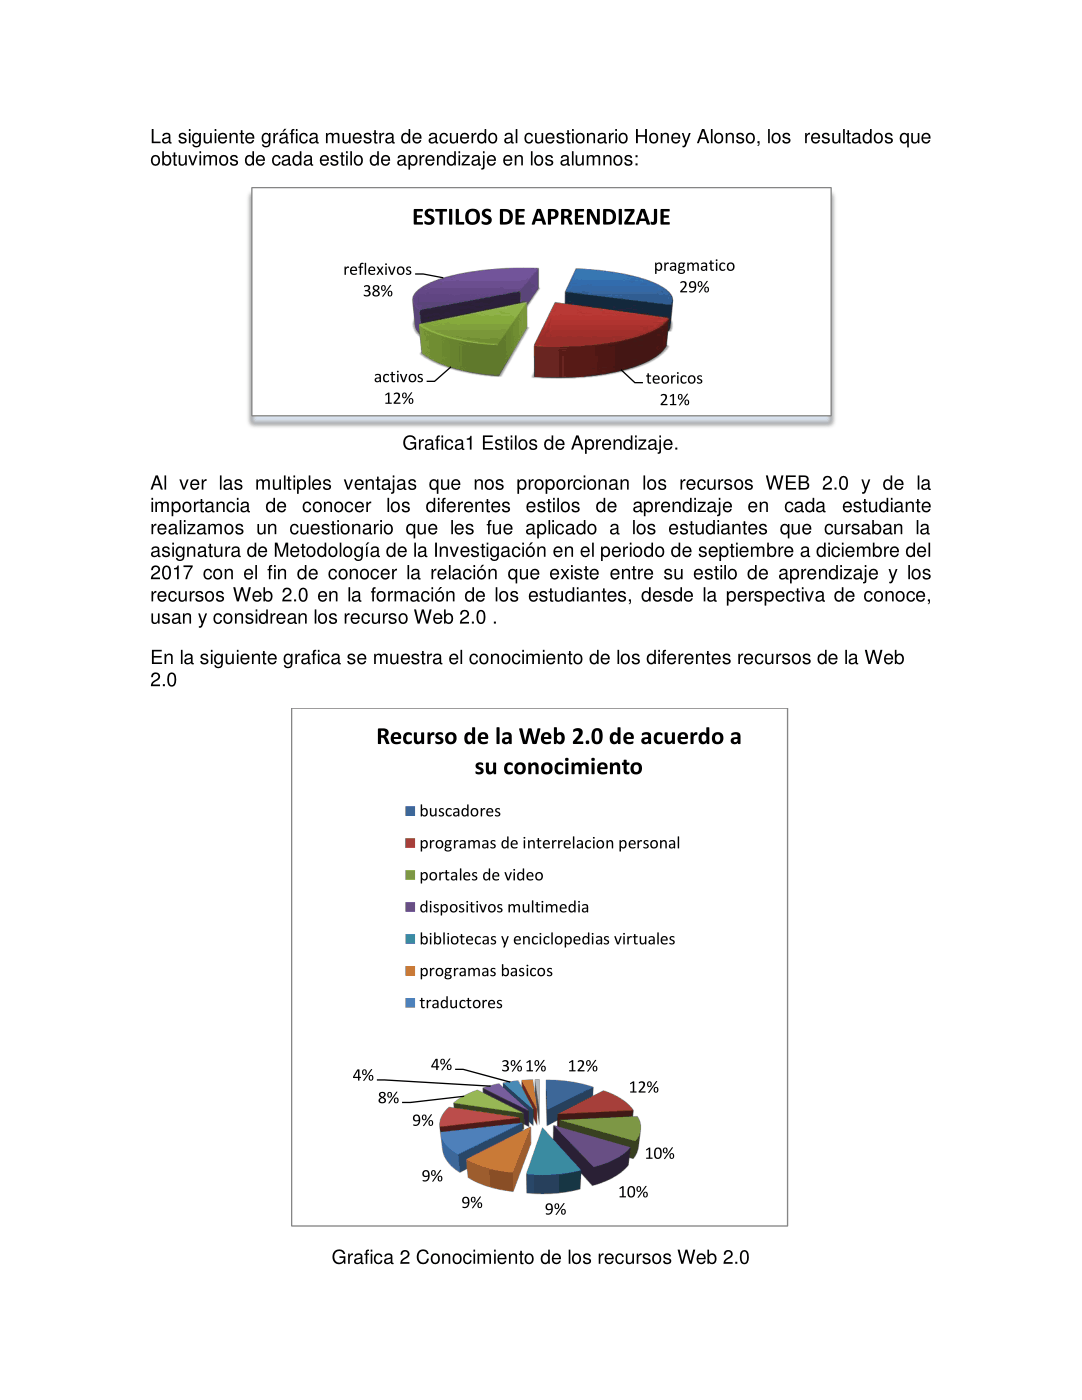 La siguiente gráfica muestra de acuerdo al cuestionario Honey Alonso, los resultados que
obtuvimos de cada estilo de aprendizaje en los alumnos:
ESTILOS DE APRENDIZAJE
reflexivos
38%
pragmatico
29%
activos
12%
teoricos
21%
Grafica1 Estilos de Aprendizaje.
Al ver las multiples ventajas que nos proporcionan los recursos WEB 2.0 y de la
importancia de conocer los diferentes estilos de aprendizaje en cada estudiante
realizamos un cuestionario que les fue aplicado a los estudiantes que cursaban la
asignatura de Metodología de la Investigación en el periodo de septiembre a diciembre del
2017 con el fin de conocer la relación que existe entre su estilo de aprendizaje y los
recursos Web 2.0 en la formación de los estudiantes, desde la perspectiva de conoce,
usan y considrean los recurso Web 2.0 .
En la siguiente grafica se muestra el conocimiento de los diferentes recursos de la Web
2.0
Recurso de la Web 2.0 de acuerdo a
su conocimiento
buscadores
programas de interrelacion personal
portales de video
dispositivos multimedia
bibliotecas y enciclopedias virtuales
programas basicos
traductores
12%
12%
10%
10%
9%
9%
9%
9%
8%
4%
4%
3%
1%
Grafica 2 Conocimiento de los recursos Web 2.0